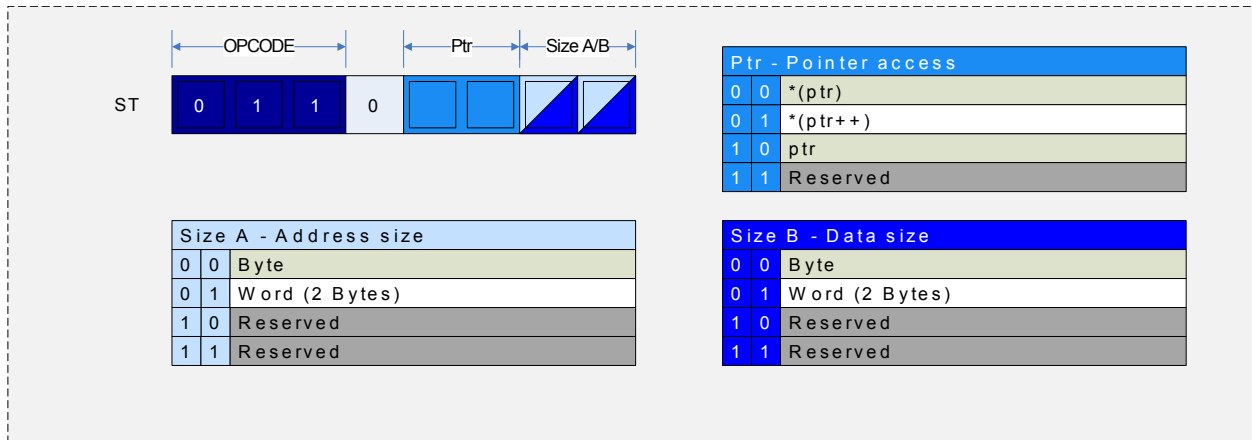 OPCODE Ptr Size A/B
ST 0 1 1 0
Ptr - Pointer access
0 0 *(ptr)
0 1 *(ptr++)
1 0 ptr
1 1 Reserved
Size A - Address size
0 0 Byte
0 1 Word (2 Bytes)
1 0 Reserved
1 1 Reserved
Size B - Data size
0 0 Byte
0 1 Word (2 Bytes)
1 0 Reserved
1 1 Reserved